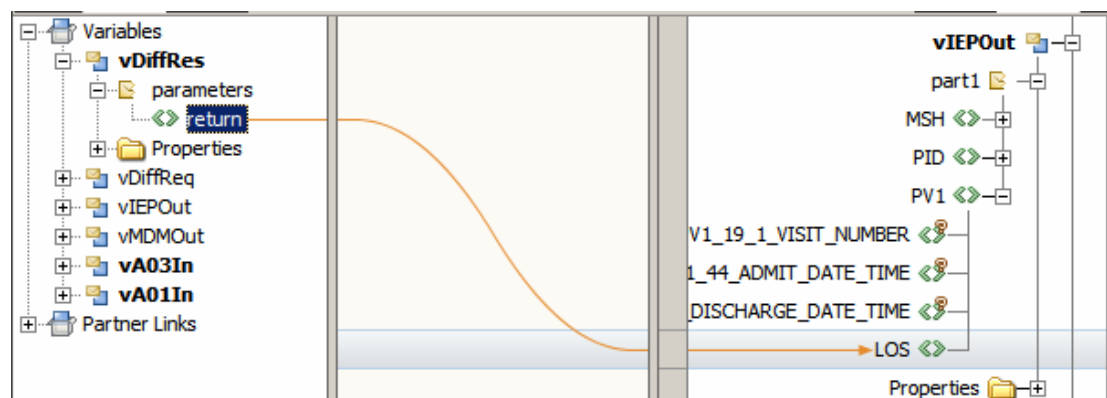 Variables
vDiffRes
parameters
return
Properties
vDiffReq
vIEPOut
vMDMOut
vA03In
vA01In
Partner Links
vIEPOut
part1
MSH
PID
PV1
V1_19_1_VISIT_NUMBER
1_44_ADMIT_DATE_TIME
_DISCHARGE_DATE_TIME
LOS
Properties